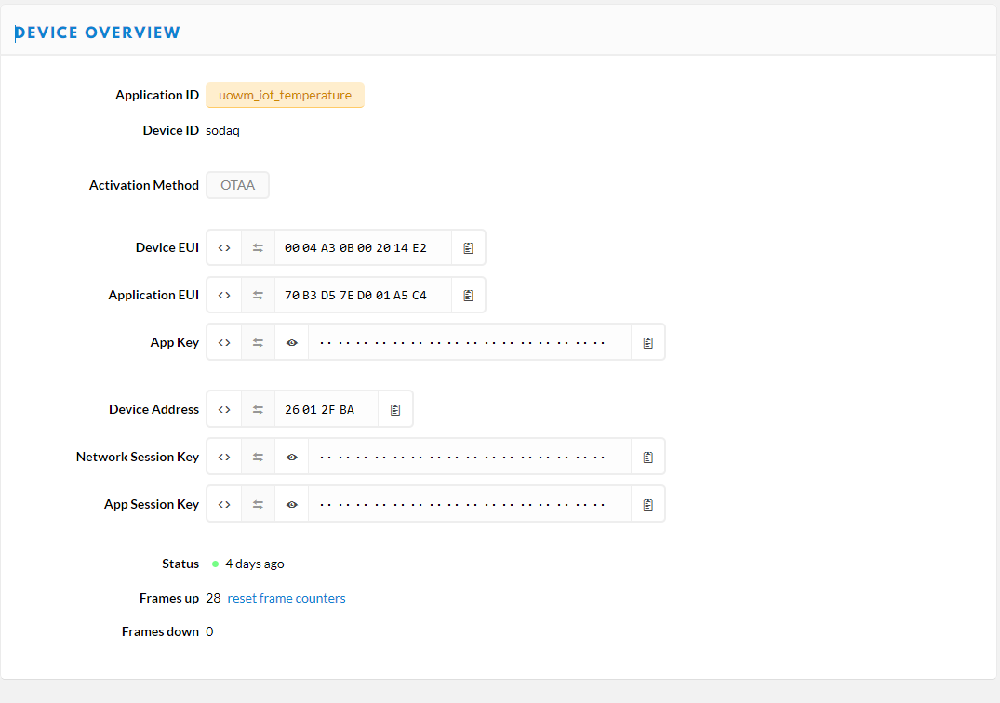 DEVICE OVERVIEW
Application ID uowm_iot_temperature
Device ID sodaq
Activation Method OTAA
Device EUI <> 00 04 A3 0B 00 20 14 E2
Application EUI <> 70 B3 D5 7E D0 01 A5 C4
App Key <> ·· ·· ·· ·· ·· ·· ·· ·· ·· ·· ·· ·· ·· ·· ·· ··
Device Address <> 26 01 2F BA
Network Session Key <> ·· ·· ·· ·· ·· ·· ·· ·· ·· ·· ·· ·· ·· ·· ·· ··
App Session Key <> ·· ·· ·· ·· ·· ·· ·· ·· ·· ·· ·· ·· ·· ·· ·· ··
Status 4 days ago
Frames up 28 reset frame counters
Frames down 0